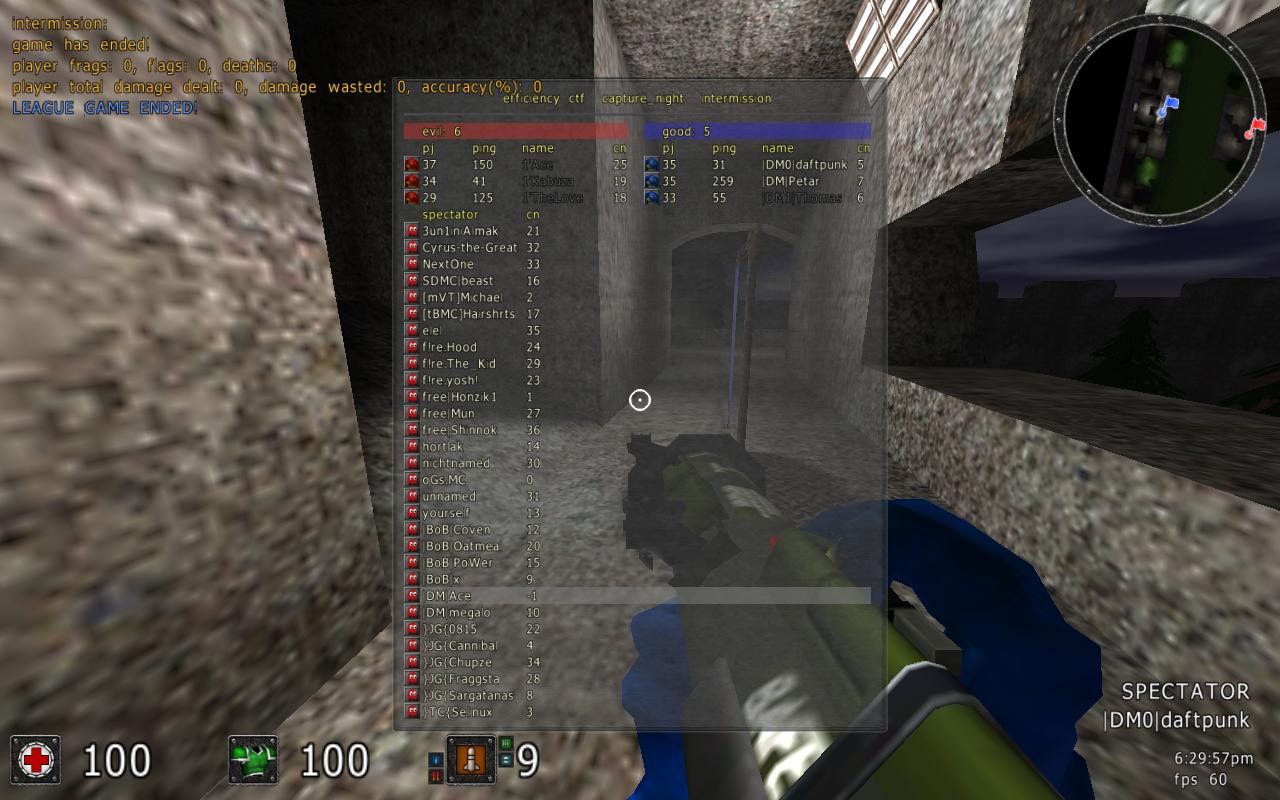 intermission:
game has ended!
player frags: 0, flags: 0, deaths: 0
player total damage dealt: 0, damage wasted: 0, accuracy(%): 0
LEAGUE GAME ENDED!
efficiency ctf capture_night intermission
evil: 6 good: 5
pj ping name cn pj ping name cn
37 150 1'Ace 25 35 31 |DM0|daftpunk 5
34 41 1'Kabuza 19 35 259 |DM|Petar 7
29 125 1'TheLove 18 33 55 |DM1|Thomas 6
spectator cn
3un1in'Almak 21
Cyrus-the-Great 32
NextOne 33
SDMC|beast 16
[mVT]Michael 2
[tBMC]Hairshrts 17
elel 35
f!re.Hood 24
f!re.The_Kid 29
f!re.yosh! 23
free|Honzik1 1
free|Mun 27
free|Shinnok 36
hortlak 14
nichtnamed 30
oGs.MC 0
unnamed 31
yourself 13
|BoB|Coven 12
|BoB|Oatmea 20
|BoB|PoWer 15
|BoB|x 9
|DM|Ace -1
|DM|megalo 10
}JG{0815 22
}JG{Cannibal 4
}JG{Chupze 34
}JG{Fraggsta 28
}JG{Sargatanas 8
}TC{Selinux 3
SPECTATOR
|DM0|daftpunk
100 100 9
6:29:57pm
fps 60